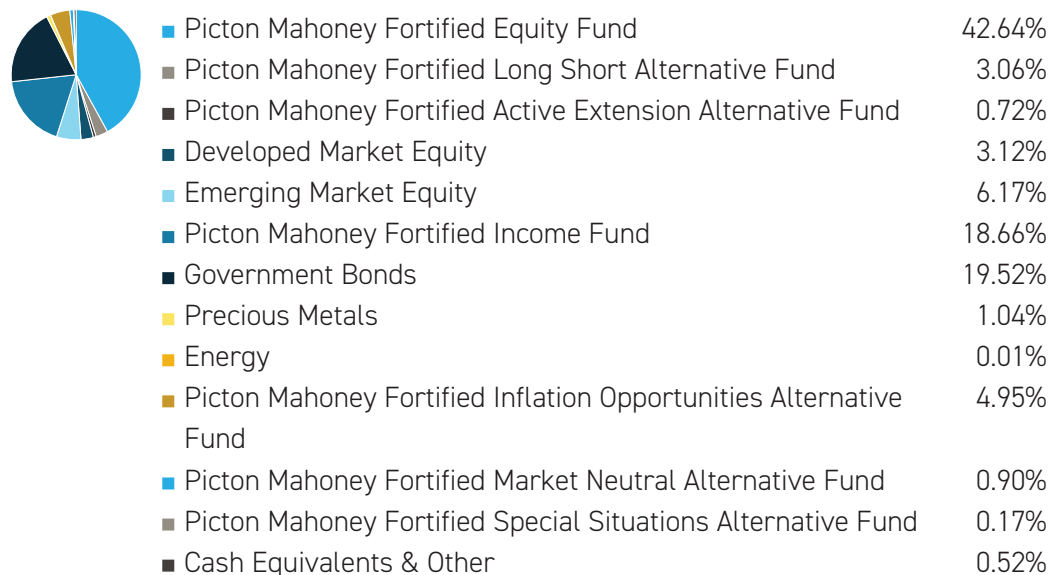 Picton Mahoney Fortified Equity Fund 42.64%
Picton Mahoney Fortified Long Short Alternative Fund 3.06%
Picton Mahoney Fortified Active Extension Alternative Fund 0.72%
Developed Market Equity 3.12%
Emerging Market Equity 6.17%
Picton Mahoney Fortified Income Fund 18.66%
Government Bonds 19.52%
Precious Metals 1.04%
Energy 0.01%
Picton Mahoney Fortified Inflation Opportunities Alternative 4.95%
Fund
Picton Mahoney Fortified Market Neutral Alternative Fund 0.90%
Picton Mahoney Fortified Special Situations Alternative Fund 0.17%
Cash Equivalents & Other 0.52%